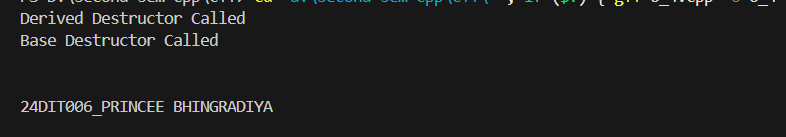 Derived Destructor Called
Base Destructor Called
24DIT006_PRINCEE BHINGRADIYA